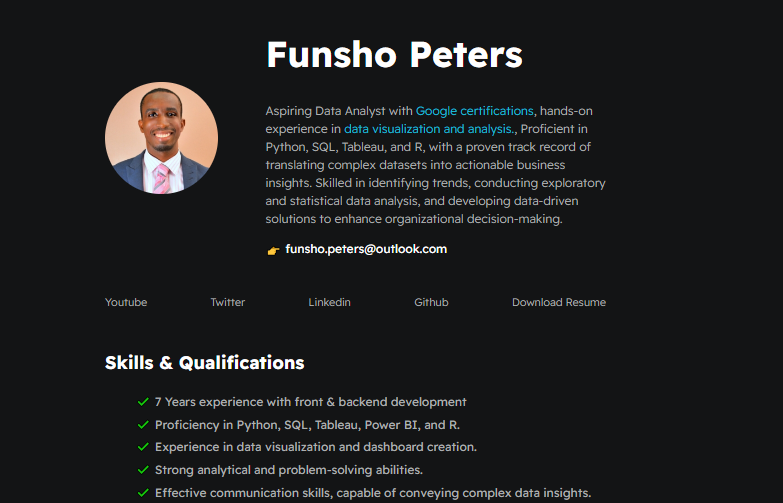 Funsho Peters
Aspiring Data Analyst with Google certifications, hands-on
experience in data visualization and analysis., Proficient in
Python, SQL, Tableau, and R, with a proven track record of
translating complex datasets into actionable business
insights. Skilled in identifying trends, conducting exploratory
and statistical data analysis, and developing data-driven
solutions to enhance organizational decision-making.
👉 funsho.peters@outlook.com
Youtube Twitter Linkedin Github Download Resume
Skills & Qualifications
7 Years experience with front & backend development
Proficiency in Python, SQL, Tableau, Power BI, and R.
Experience in data visualization and dashboard creation.
Strong analytical and problem-solving abilities.
Effective communication skills, capable of conveying complex data insights.